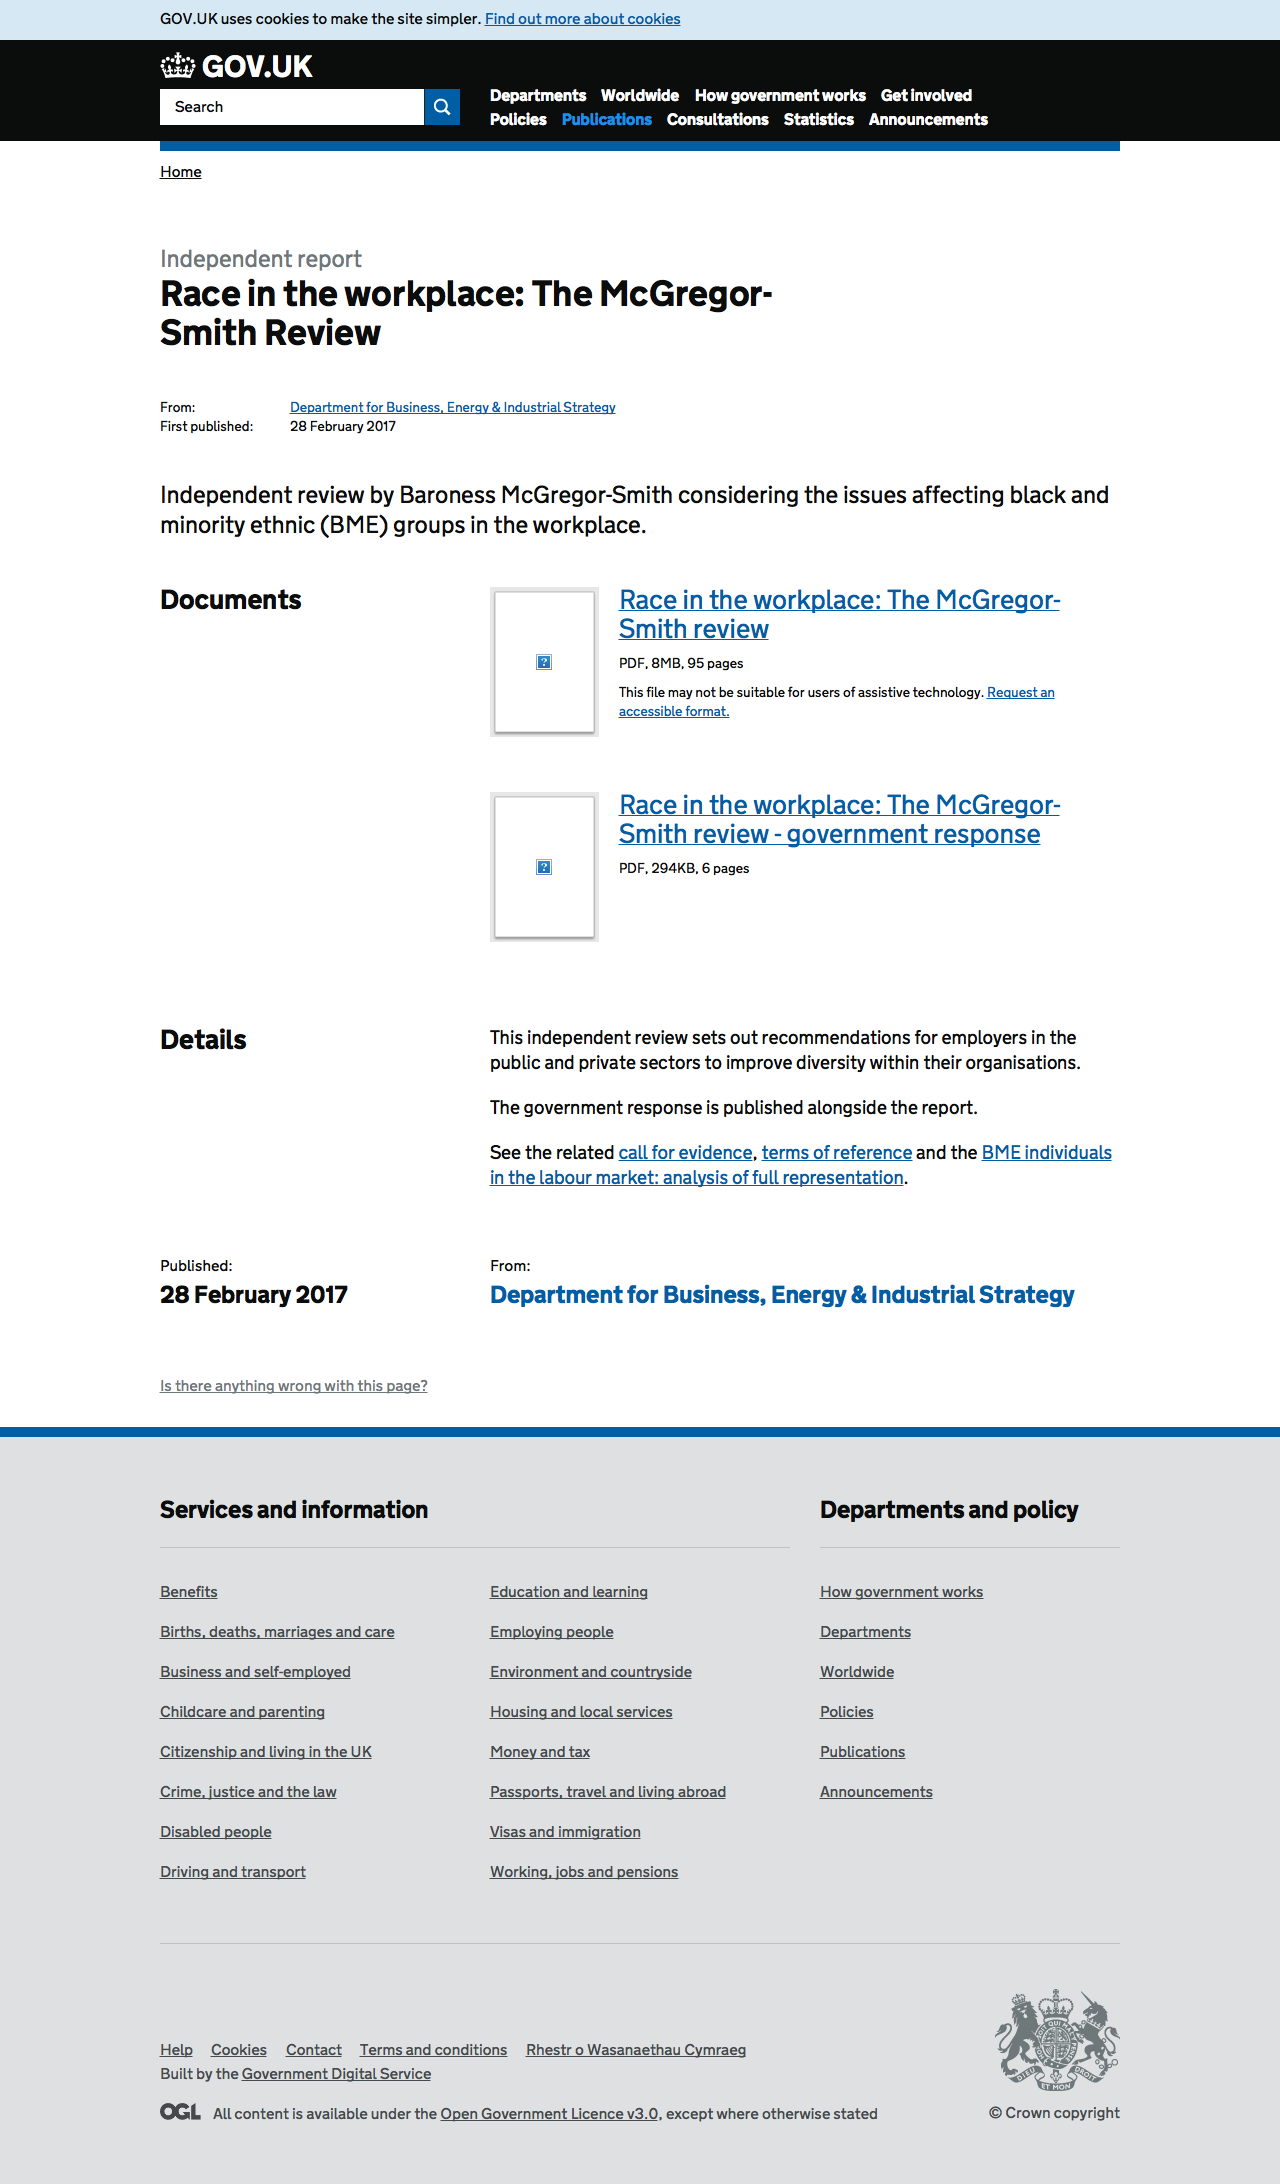 GOV.UK uses cookies to make the site simpler. Find out more about cookies
GOV.UK
Search
Departments Worldwide How government works Get involved
Policies Publications Consultations Statistics Announcements
Home
Independent report
Race in the workplace: The McGregor-
Smith Review
From: Department for Business, Energy & Industrial Strategy
First published: 28 February 2017
Independent review by Baroness McGregor-Smith considering the issues affecting black and
minority ethnic (BME) groups in the workplace.
Documents
Race in the workplace: The McGregor-
Smith review
PDF, 8MB, 95 pages
This file may not be suitable for users of assistive technology. Request an
accessible format.
Race in the workplace: The McGregor-
Smith review - government response
PDF, 294KB, 6 pages
Details
This independent review sets out recommendations for employers in the
public and private sectors to improve diversity within their organisations.
The government response is published alongside the report.
See the related call for evidence, terms of reference and the BME individuals
in the labour market: analysis of full representation.
Published:
28 February 2017
From:
Department for Business, Energy & Industrial Strategy
Is there anything wrong with this page?
Services and information
Benefits
Births, deaths, marriages and care
Business and self-employed
Childcare and parenting
Citizenship and living in the UK
Crime, justice and the law
Disabled people
Driving and transport
Education and learning
Employing people
Environment and countryside
Housing and local services
Money and tax
Passports, travel and living abroad
Visas and immigration
Working, jobs and pensions
Departments and policy
How government works
Departments
Worldwide
Policies
Publications
Announcements
Help Cookies Contact Terms and conditions Rhestr o Wasanaethau Cymraeg
Built by the Government Digital Service
OGL All content is available under the Open Government Licence v3.0, except where otherwise stated
DIEU ET MON DROIT
© Crown copyright